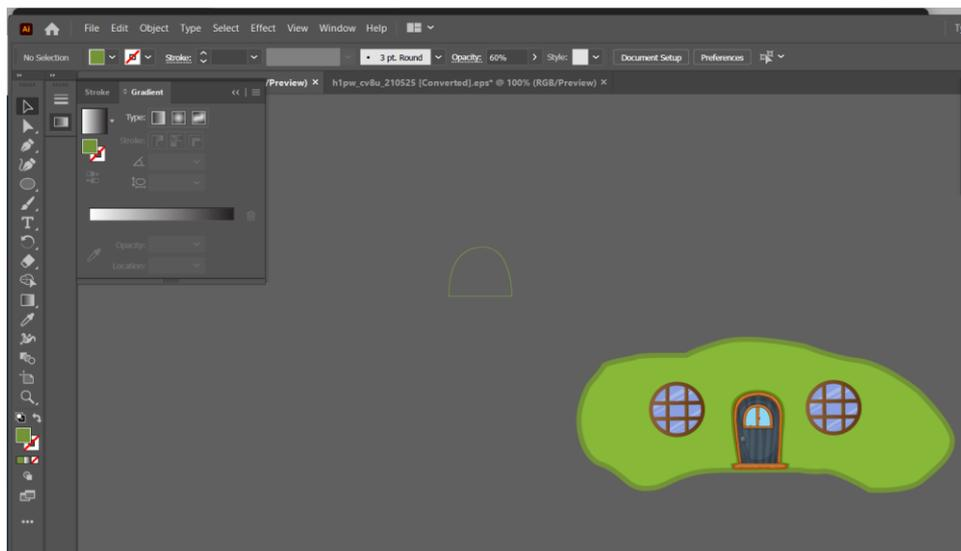 Ai File Edit Object Type Select Effect View Window Help
No Selection Stroke: 3 pt. Round Opacity: 60% Style: Document Setup Preferences
/Preview) × h1pw_cv8u_210525 [Converted].eps* @ 100% (RGB/Preview) ×
Stroke Gradient
Type:
Stroke:
Opacity:
Location: